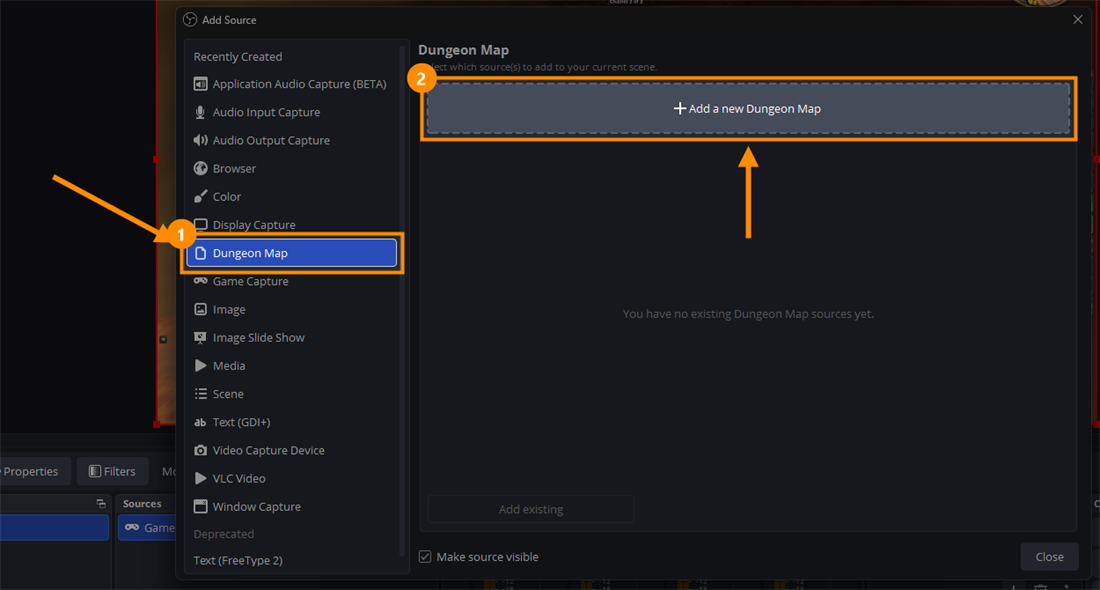 Add Source
Recently Created
Application Audio Capture (BETA)
Audio Input Capture
Audio Output Capture
Browser
Color
Display Capture
1
Dungeon Map
Game Capture
Image
Image Slide Show
Media
Scene
Text (GDI+)
Video Capture Device
VLC Video
Window Capture
Deprecated
Text (FreeType 2)
Dungeon Map
which source(s) to add to your current scene.
2
Add a new Dungeon Map
You have no existing Dungeon Map sources yet.
Add existing
Make source visible
Close
Properties
Filters
Sources
Game